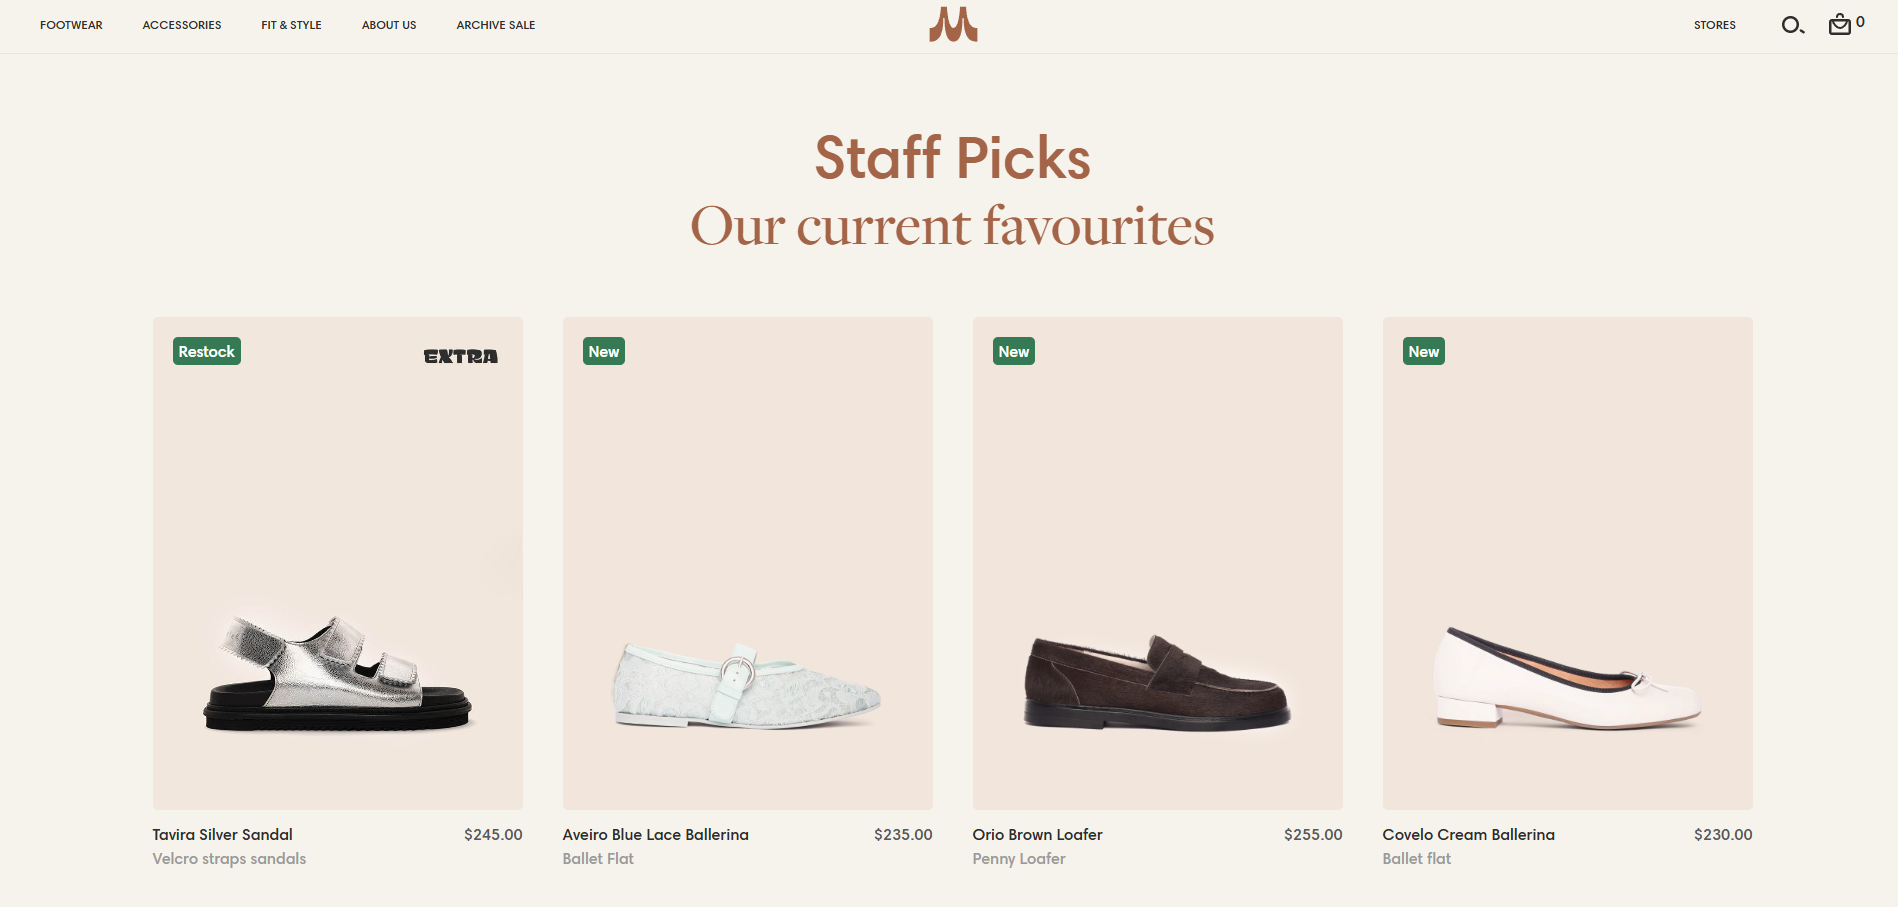 FOOTWEAR ACCESSORIES FIT & STYLE ABOUT US ARCHIVE SALE STORES 0
Staff Picks
Our current favourites
Restock EXTRA New New New
Tavira Silver Sandal $245.00 Aveiro Blue Lace Ballerina $235.00 Orio Brown Loafer $255.00 Covelo Cream Ballerina $230.00
Velcro straps sandals Ballet Flat Penny Loafer Ballet flat